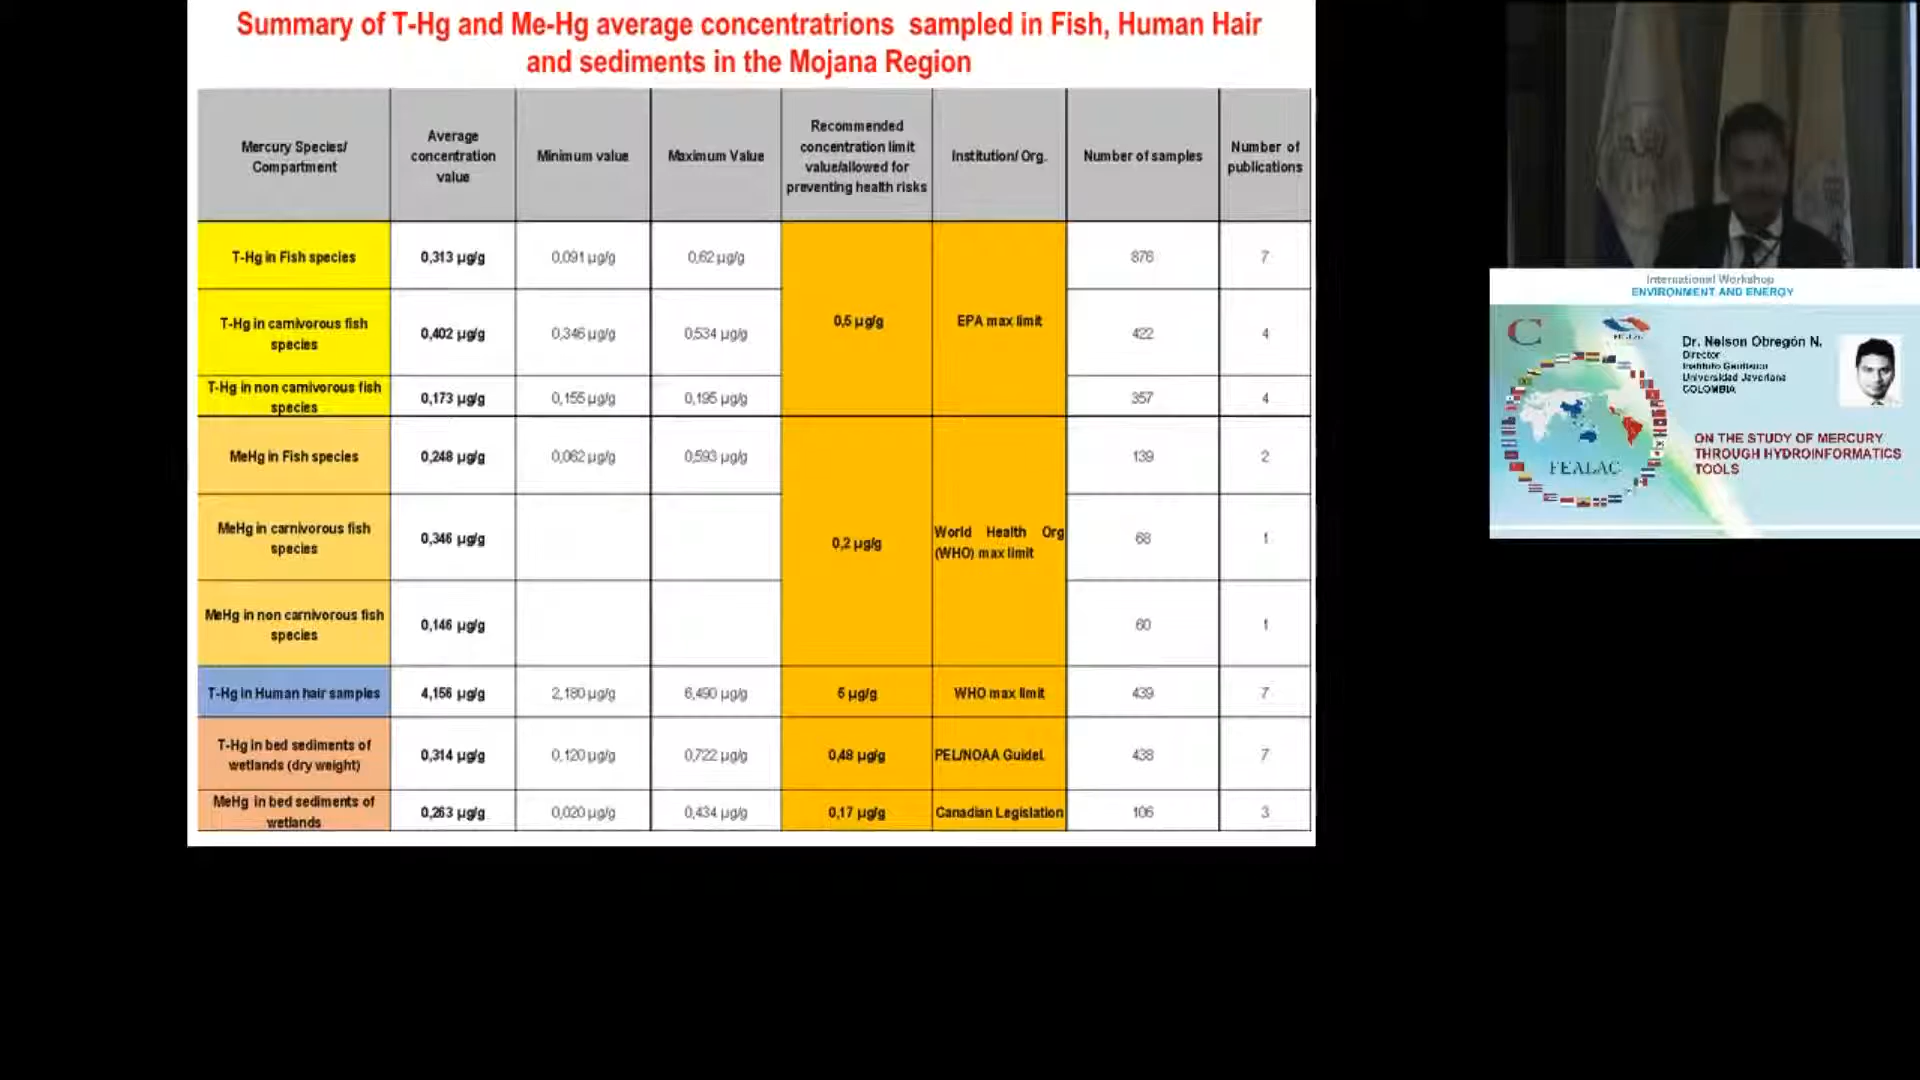 Summary of T-Hg and Me-Hg average concentratrions sampled in Fish, Human Hair
and sediments in the Mojana Region
Mercury Species/
Compartment
Average
concentration
value
Minimum value
Maximum Value
Recommended
concentration limit
value/allowed for
preventing health risks
Institution/ Org.
Number of samples
Number of
publications
T-Hg in Fish species
0,313 µg/g
0,091 µg/g
0,62 µg/g
0,5 µg/g
EPA max limit
876
7
T-Hg in carnivorous fish
species
0,402 µg/g
0,346 µg/g
0,534 µg/g
422
4
T-Hg in non carnivorous fish
species
0,173 µg/g
0,155 µg/g
0,195 µg/g
357
4
MeHg in Fish species
0,248 µg/g
0,062 µg/g
0,593 µg/g
0,2 µg/g
World Health Org
(WHO) max limit
139
2
MeHg in carnivorous fish
species
0,346 µg/g
68
1
MeHg in non carnivorous fish
species
0,146 µg/g
60
1
T-Hg in Human hair samples
4,156 µg/g
2,180 µg/g
6,490 µg/g
5 µg/g
WHO max limit
439
7
T-Hg in bed sediments of
wetlands (dry weight)
0,314 µg/g
0,120 µg/g
0,722 µg/g
0,48 µg/g
PEL/NOAA Guidel.
438
7
MeHg in bed sediments of
wetlands
0,263 µg/g
0,020 µg/g
0,434 µg/g
0,17 µg/g
Canadian Legislation
106
3
International Workshop
ENVIRONMENT AND ENERGY
C
Dr. Nelson Obregón N.
Director
Instituto Geofísico
Universidad Javeriana
COLOMBIA
ON THE STUDY OF MERCURY
THROUGH HYDROINFORMATICS
TOOLS
FEALAC